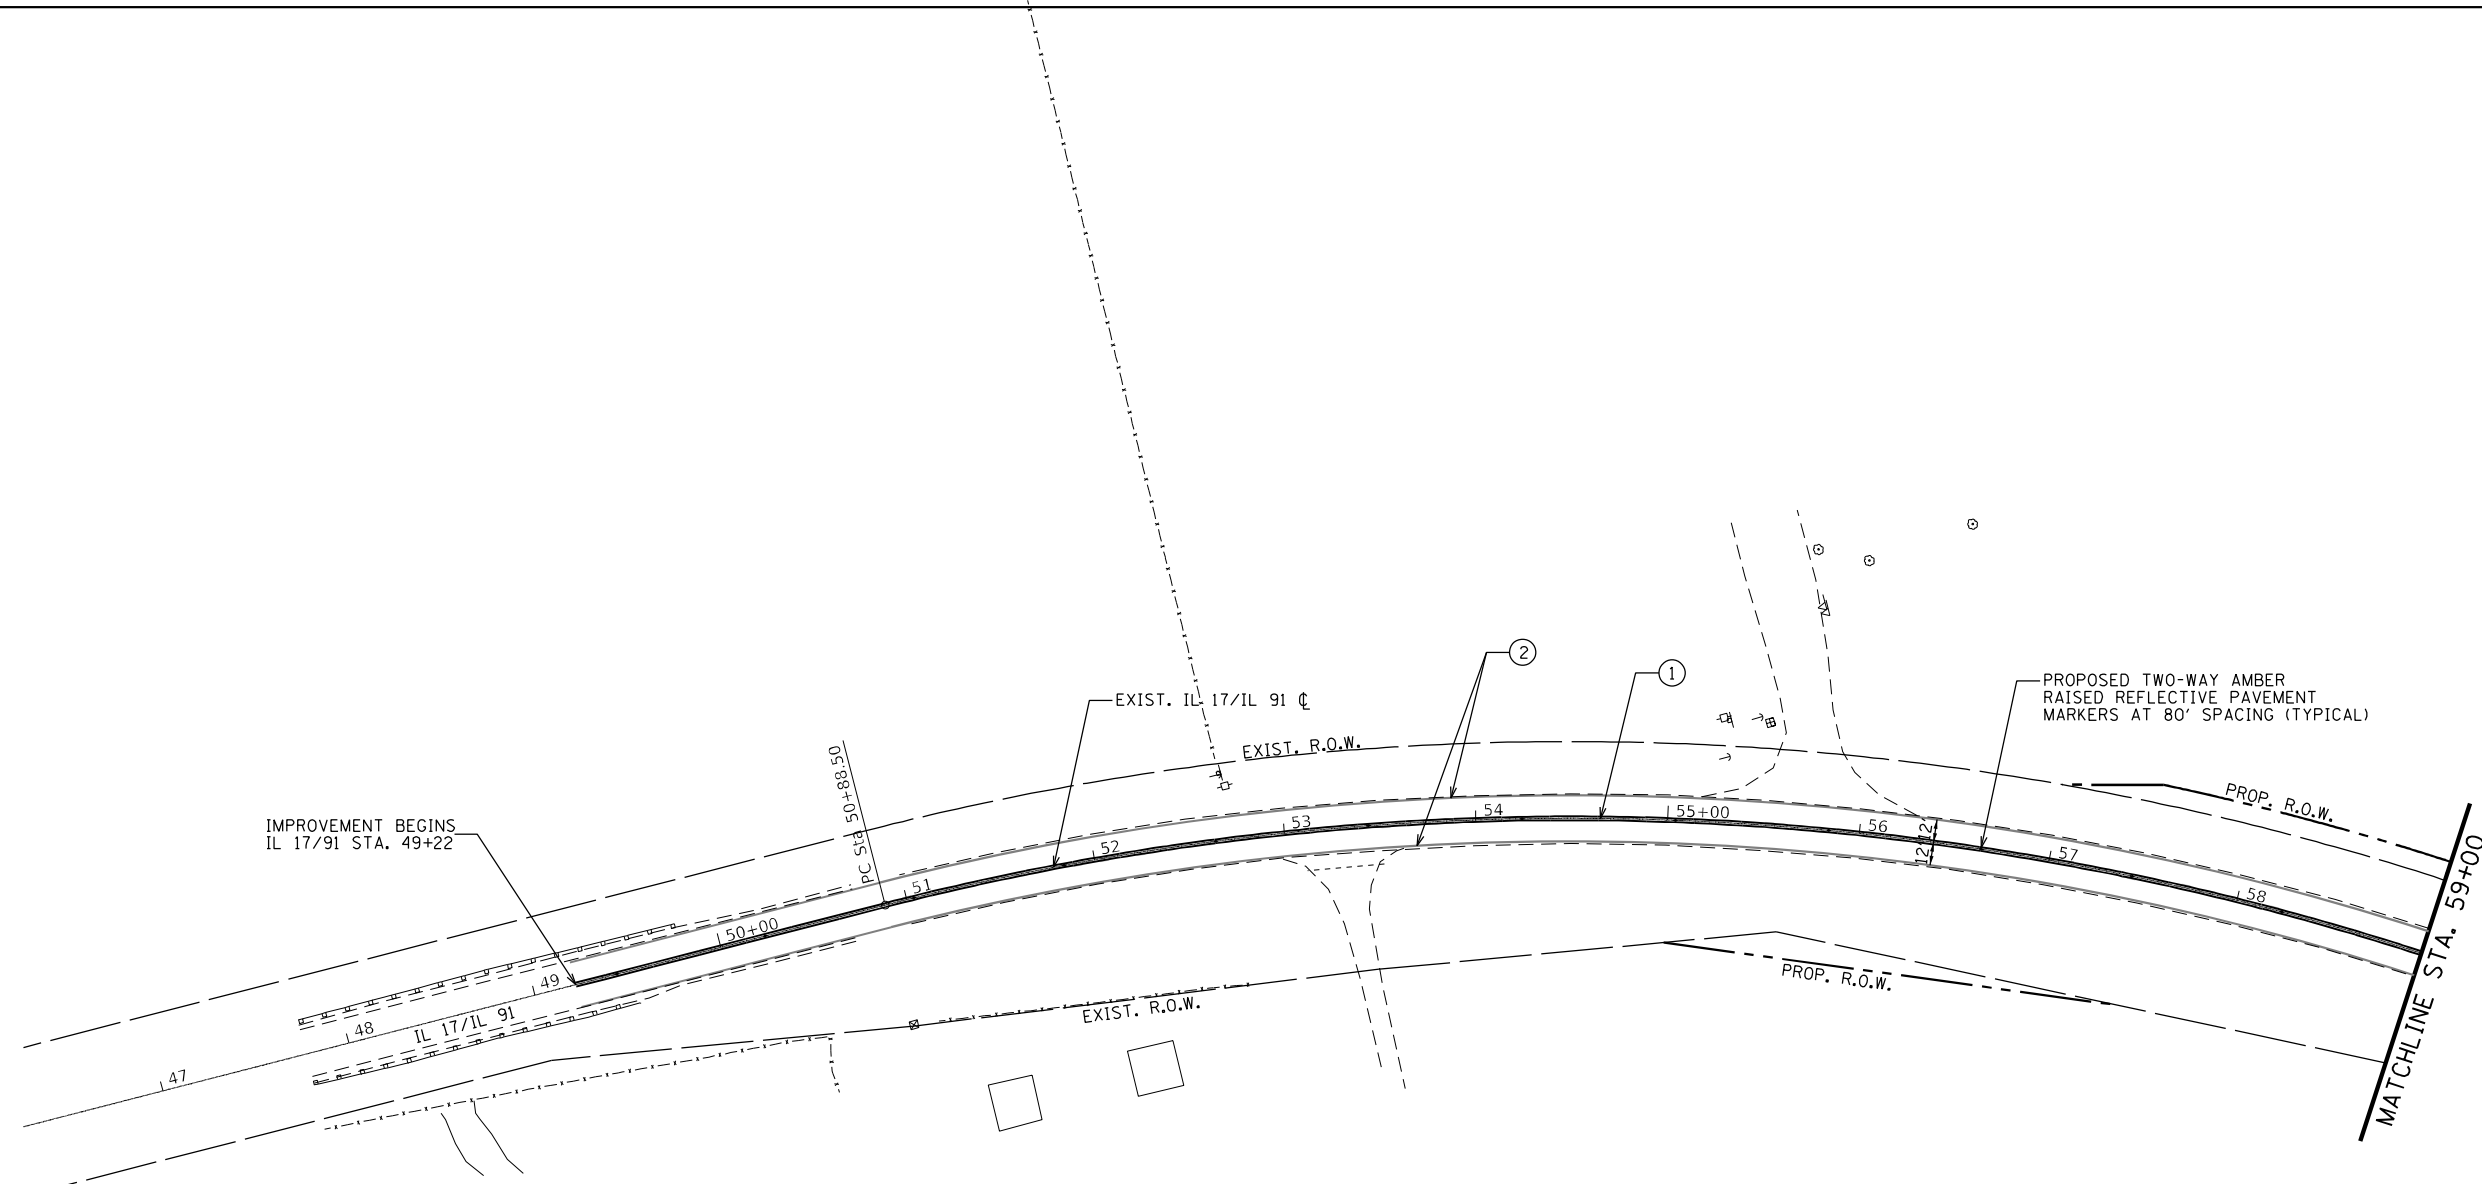 2
1
PROPOSED TWO-WAY AMBER
RAISED REFLECTIVE PAVEMENT
MARKERS AT 80' SPACING (TYPICAL)
EXIST. IL 17/IL 91 ℄
EXIST. R.O.W.
PROP. R.O.W.
PC Sta 50+88.50
IMPROVEMENT BEGINS
IL 17/91 STA. 49+22
47
48
49
50+00
51
52
53
54
55+00
56
57
58
12'
12'
IL 17/IL 91
EXIST. R.O.W.
PROP. R.O.W.
MATCHLINE STA. 59+00